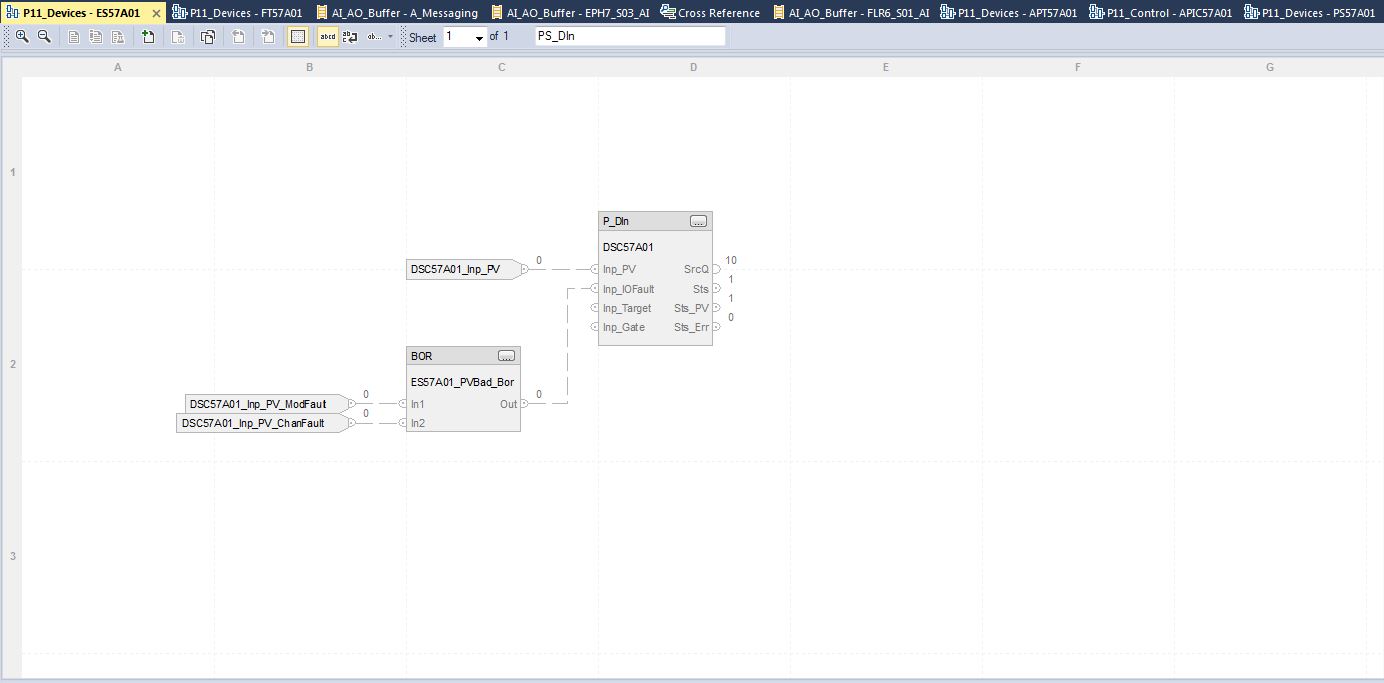 P11_Devices - ES57A01 P11_Devices - FT57A01 AI_AO_Buffer - A_Messaging AI_AO_Buffer - EPH7_S03_AI Cross Reference AI_AO_Buffer - FLR6_S01_AI P11_Devices - APT57A01 P11_Control - APIC57A01 P11_Devices - PS57A01
abcd ab ab... Sheet 1 of 1 PS_DIn
A B C D E F G
1
P_DIn
DSC57A01
DSC57A01_Inp_PV 0 Inp_PV SrcQ 10
Inp_IOFault Sts 1
Inp_Target Sts_PV 1
Inp_Gate Sts_Err 0
2
BOR
ES57A01_PVBad_Bor
DSC57A01_Inp_PV_ModFault 0 In1 Out 0
DSC57A01_Inp_PV_ChanFault 0 In2
3